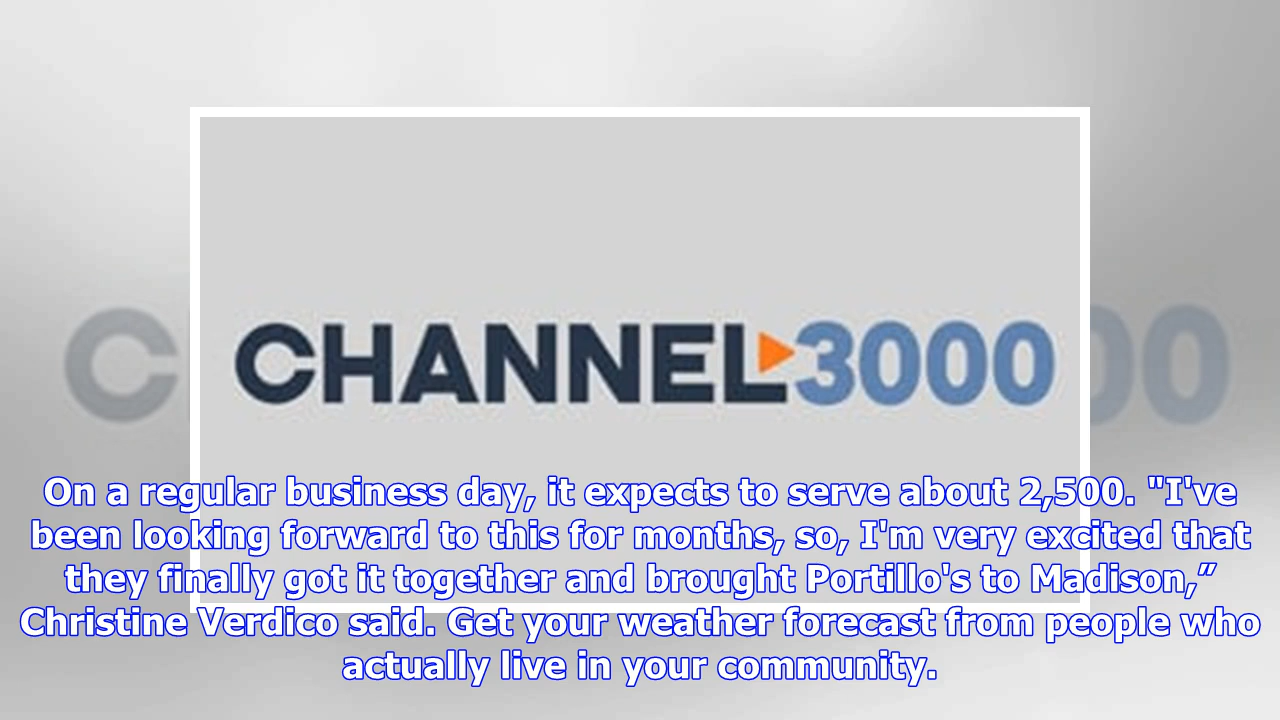 CHANNEL 3000
On a regular business day, it expects to serve about 2,500. "I've
been looking forward to this for months, so, I'm very excited that
they finally got it together and brought Portillo's to Madison,”
Christine Verdico said. Get your weather forecast from people who
actually live in your community.